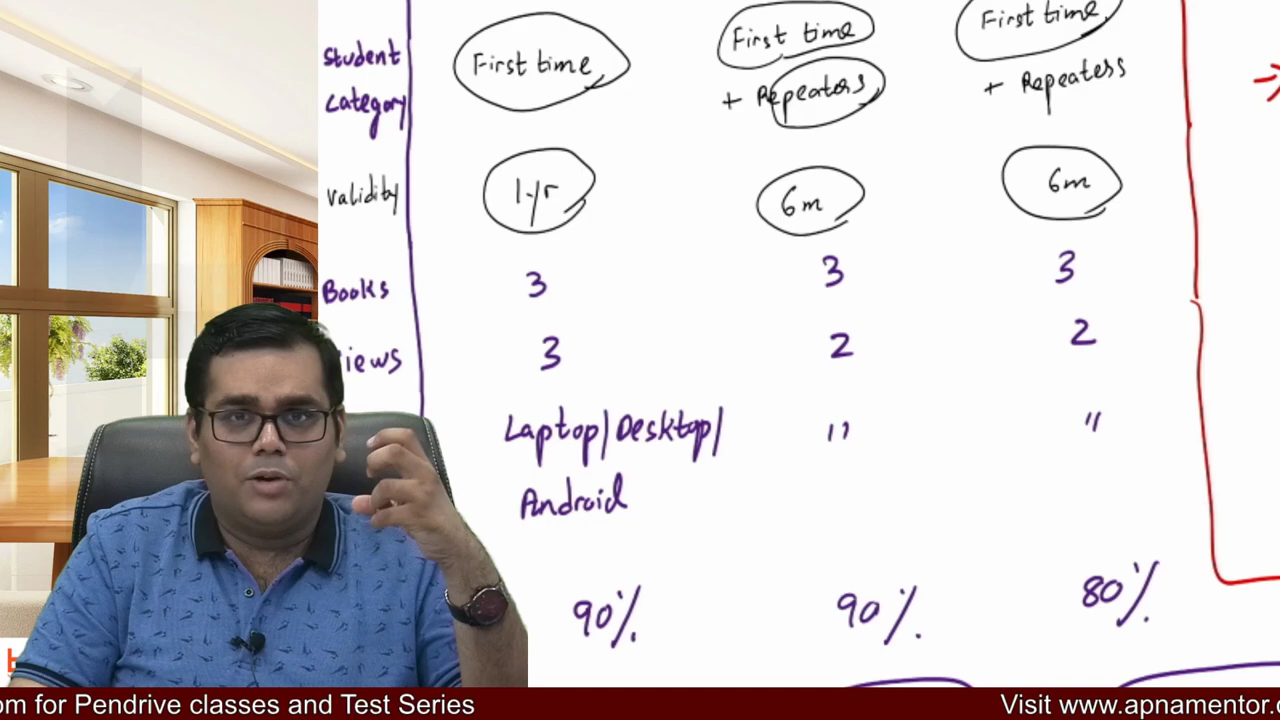 Student Category
First time
First time
+ Repeaters
First time
+ Repeaters
Validity
1-yr
6m
6m
Books
3
3
3
iews
3
2
2
Laptop/Desktop/
Android
"
"
90%
90%
80%
om for Pendrive classes and Test Series
Visit www.apnamentor.c